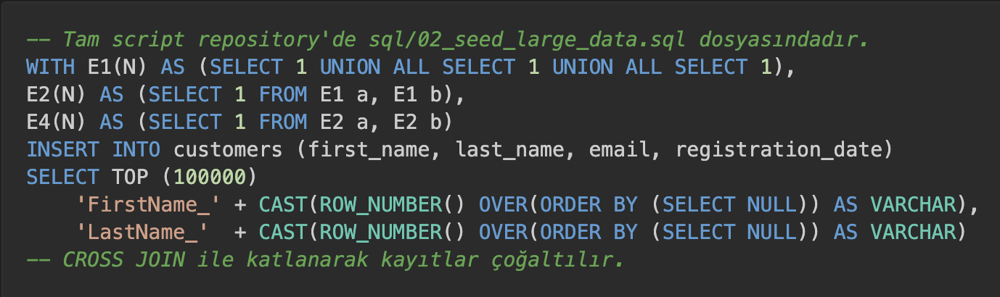 -- Tam script repository'de sql/02_seed_large_data.sql dosyasındadır.
WITH E1(N) AS (SELECT 1 UNION ALL SELECT 1 UNION ALL SELECT 1),
E2(N) AS (SELECT 1 FROM E1 a, E1 b),
E4(N) AS (SELECT 1 FROM E2 a, E2 b)
INSERT INTO customers (first_name, last_name, email, registration_date)
SELECT TOP (100000)
    'FirstName_' + CAST(ROW_NUMBER() OVER(ORDER BY (SELECT NULL)) AS VARCHAR),
    'LastName_'  + CAST(ROW_NUMBER() OVER(ORDER BY (SELECT NULL)) AS VARCHAR)
-- CROSS JOIN ile katlanarak kayıtlar çoğaltılır.